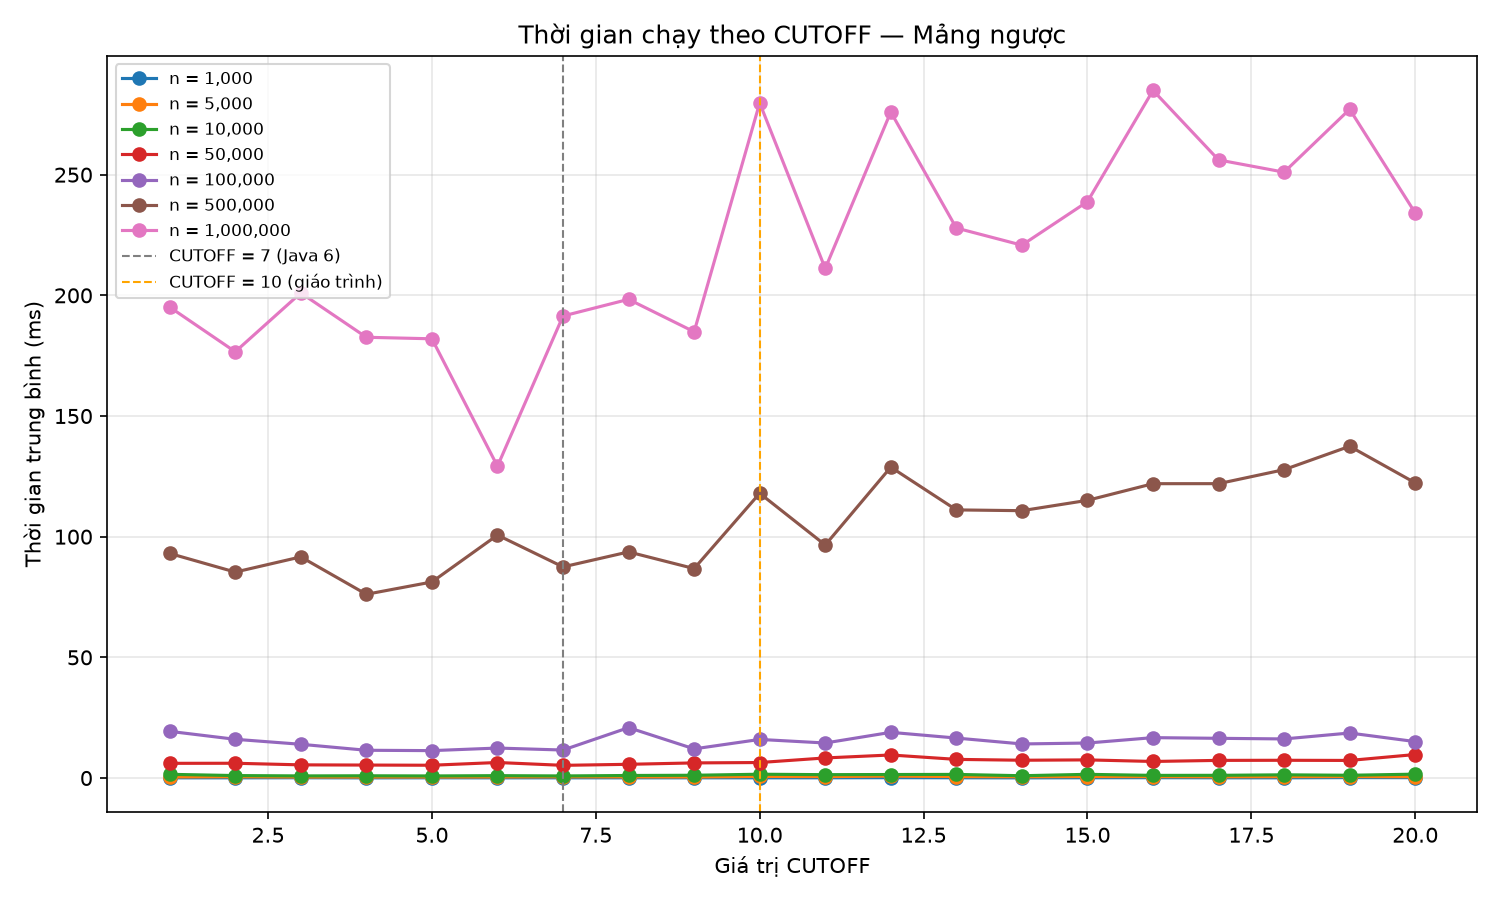 Thời gian chạy theo CUTOFF — Mảng ngược
n = 1,000
n = 5,000
n = 10,000
n = 50,000
n = 100,000
n = 500,000
n = 1,000,000
CUTOFF = 7 (Java 6)
CUTOFF = 10 (giáo trình)
Thời gian trung bình (ms)
250
200
150
100
50
0
2.5 5.0 7.5 10.0 12.5 15.0 17.5 20.0
Giá trị CUTOFF